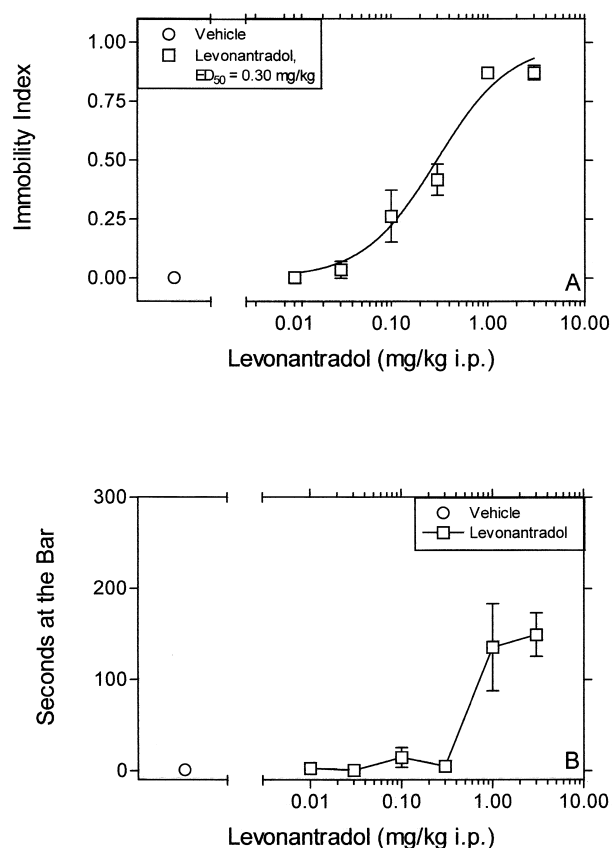 Immobility Index
1.00
0.75
0.50
0.25
0.00
Vehicle
Levonantradol,
ED50 = 0.30 mg/kg
A
0.01 0.10 1.00 10.00
Levonantradol (mg/kg i.p.)
Seconds at the Bar
300
200
100
0
Vehicle
Levonantradol
B
0.01 0.10 1.00 10.00
Levonantradol (mg/kg i.p.)